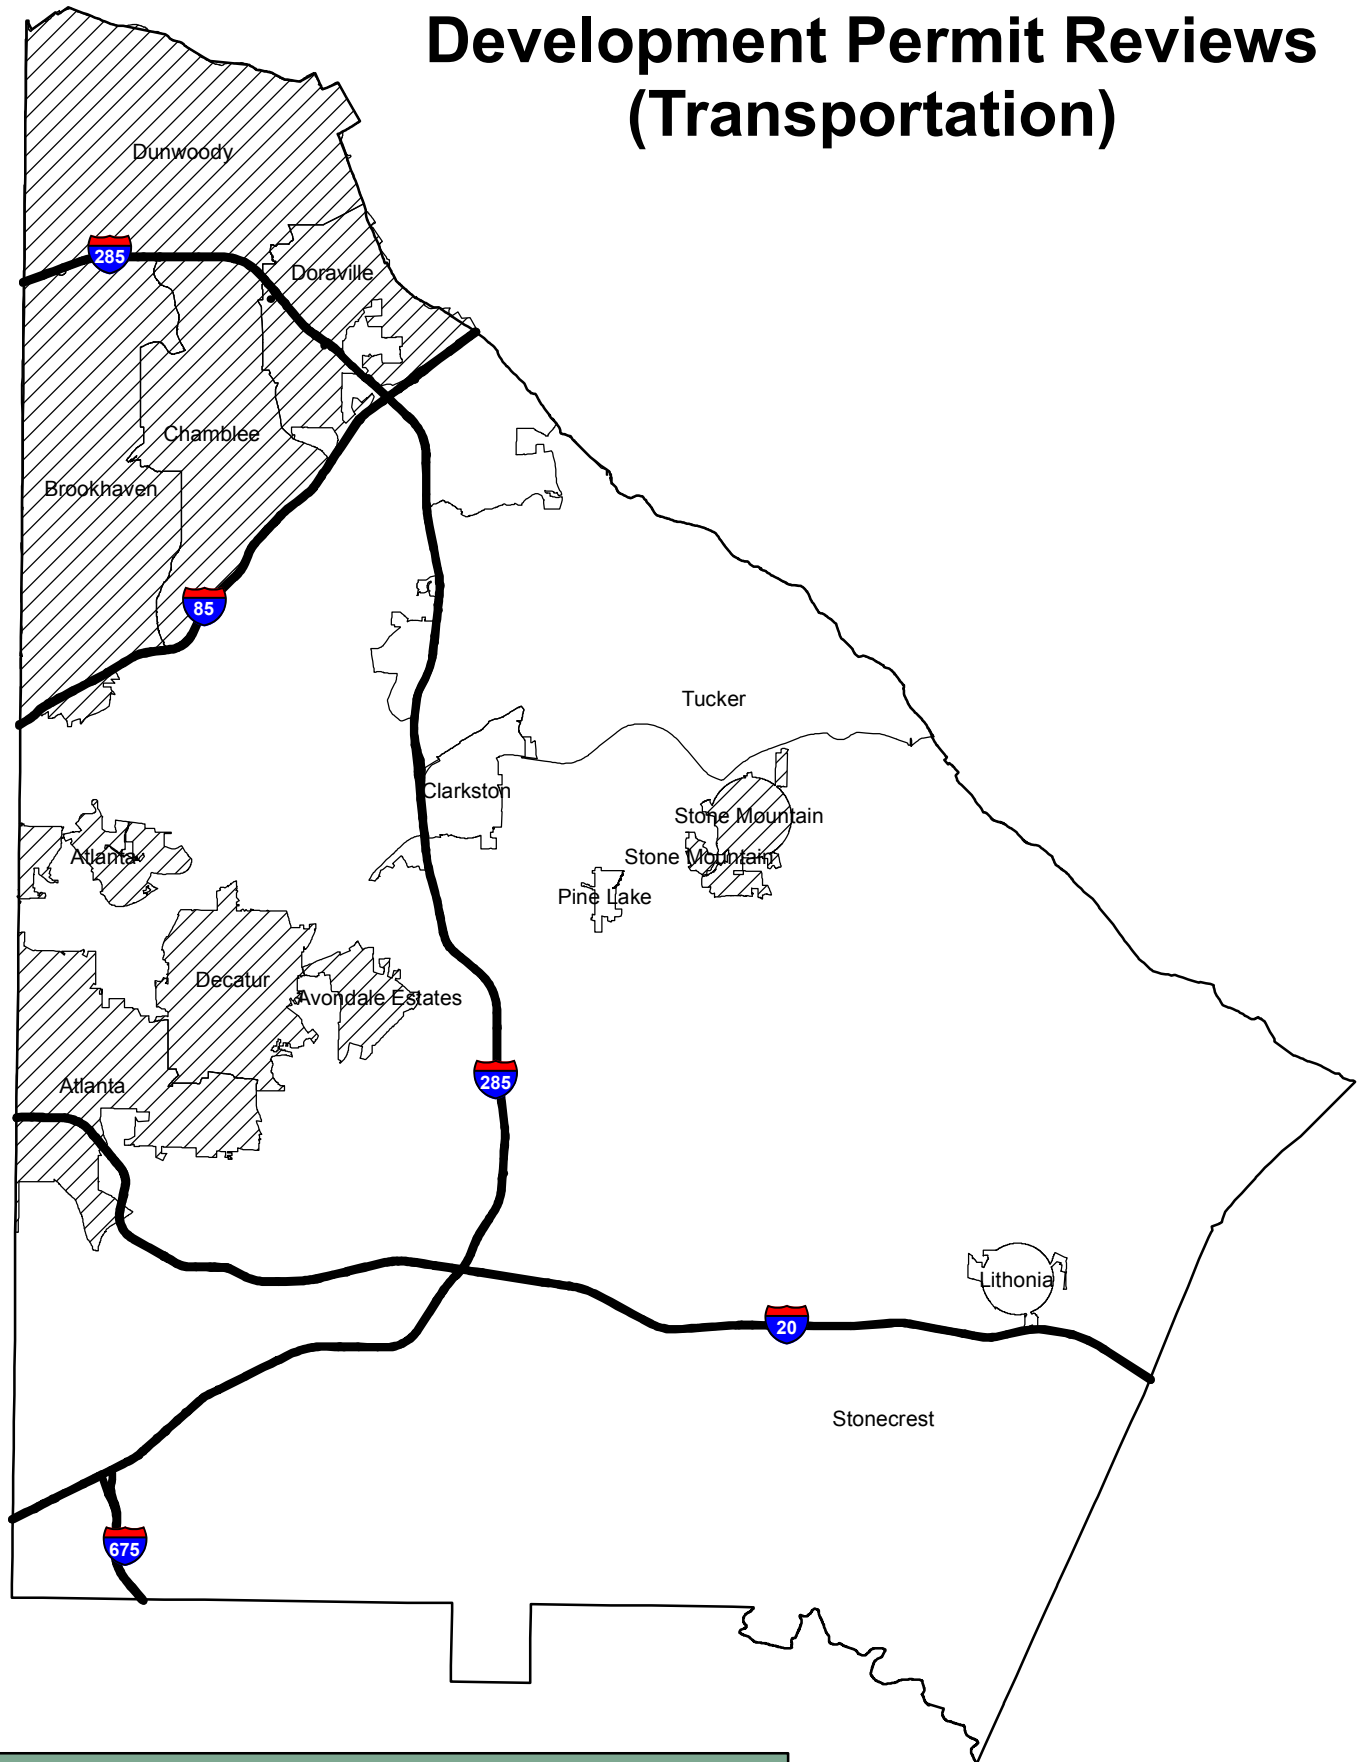 Development Permit Reviews
(Transportation)
Dunwoody
285
Doraville
Chamblee
Brookhaven
85
Tucker
Clarkston
Stone Mountain
Atlanta
Stone Mountain
Pine Lake
Decatur
Avondale Estates
285
Atlanta
Lithonia
20
Stonecrest
675